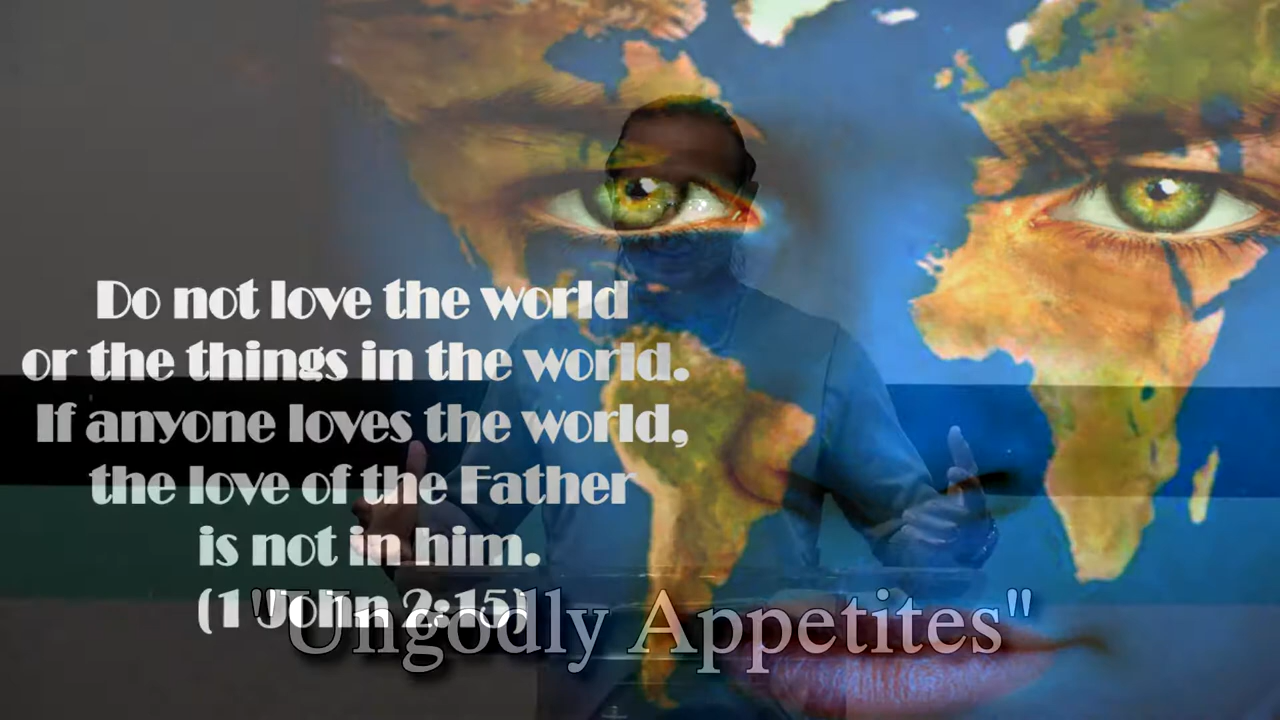 Do not love the world
or the things in the world.
If anyone loves the world,
the love of the Father
is not in him.
(1 John 2:15)
"Ungodly Appetites"